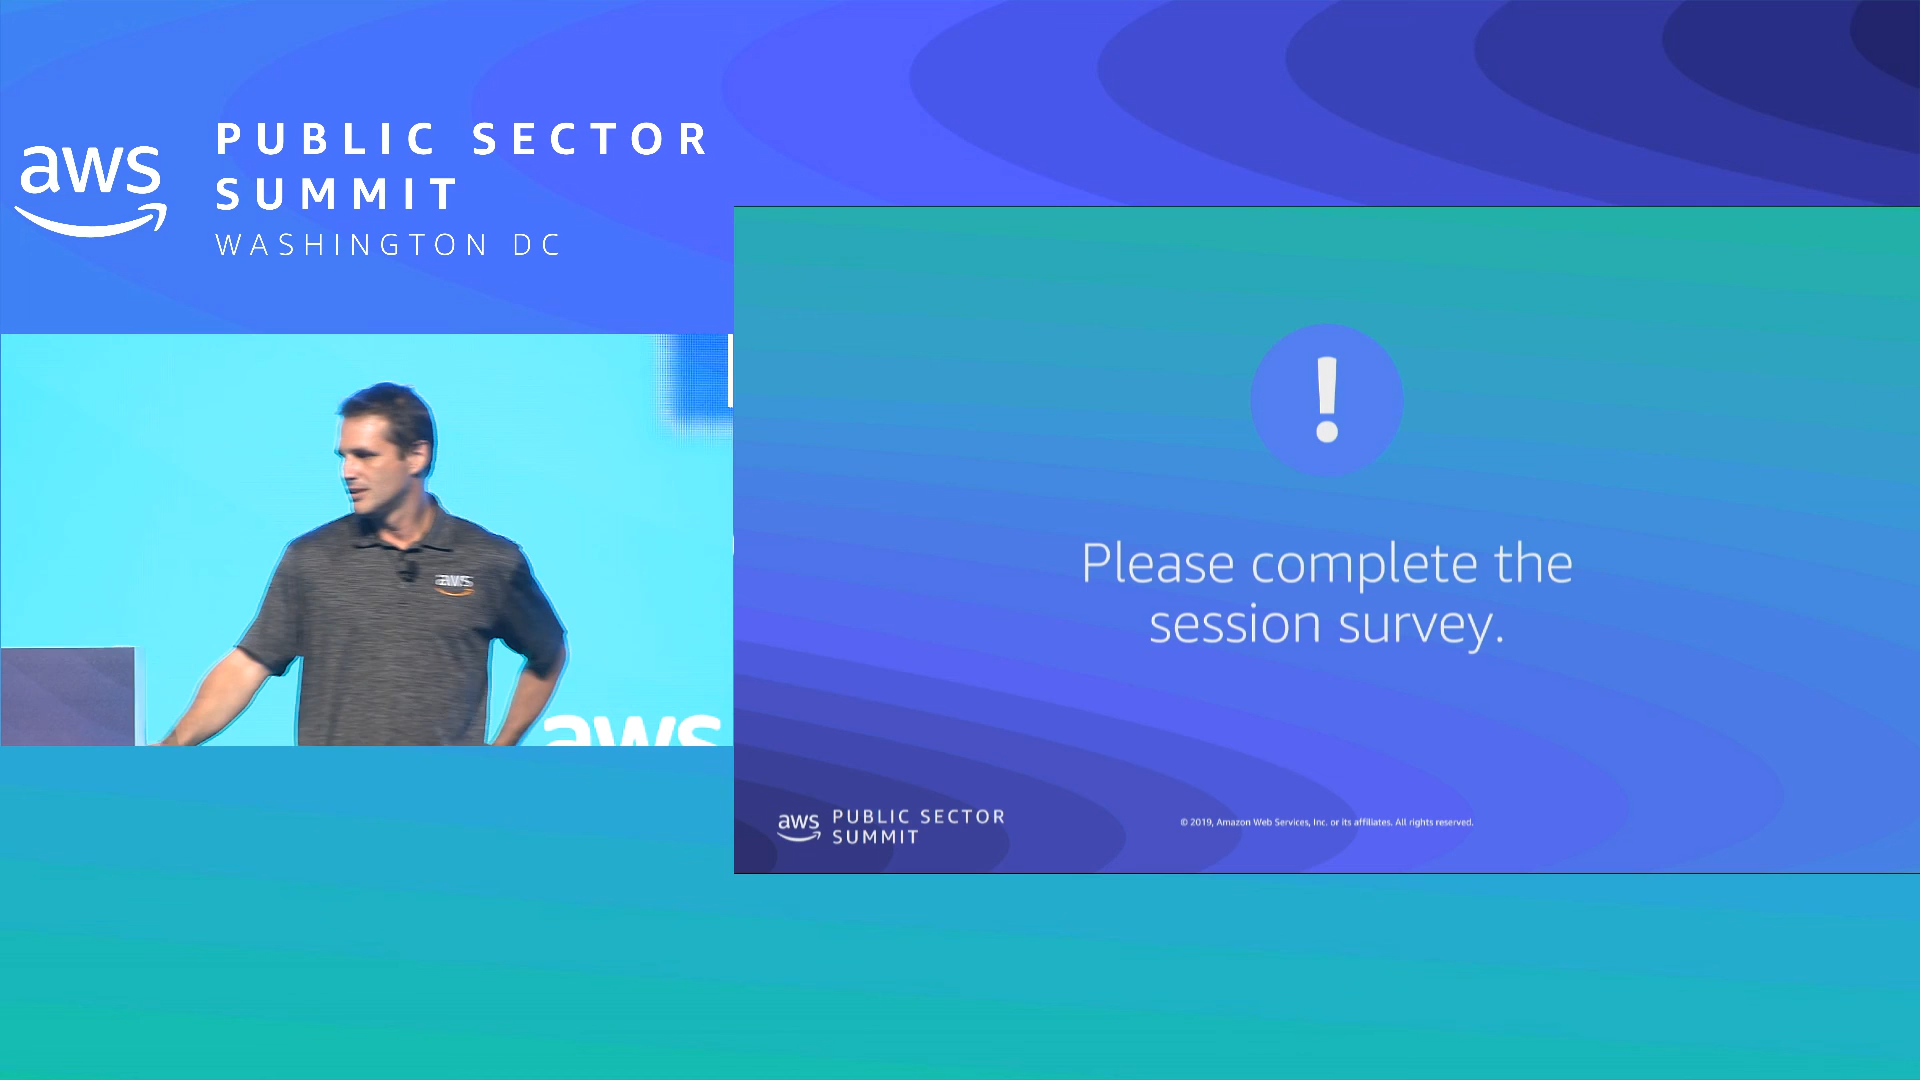 aws
PUBLIC SECTOR
SUMMIT
WASHINGTON DC
aws
aws
!
Please complete the
session survey.
aws
PUBLIC SECTOR
SUMMIT
© 2019, Amazon Web Services, Inc. or its affiliates. All rights reserved.